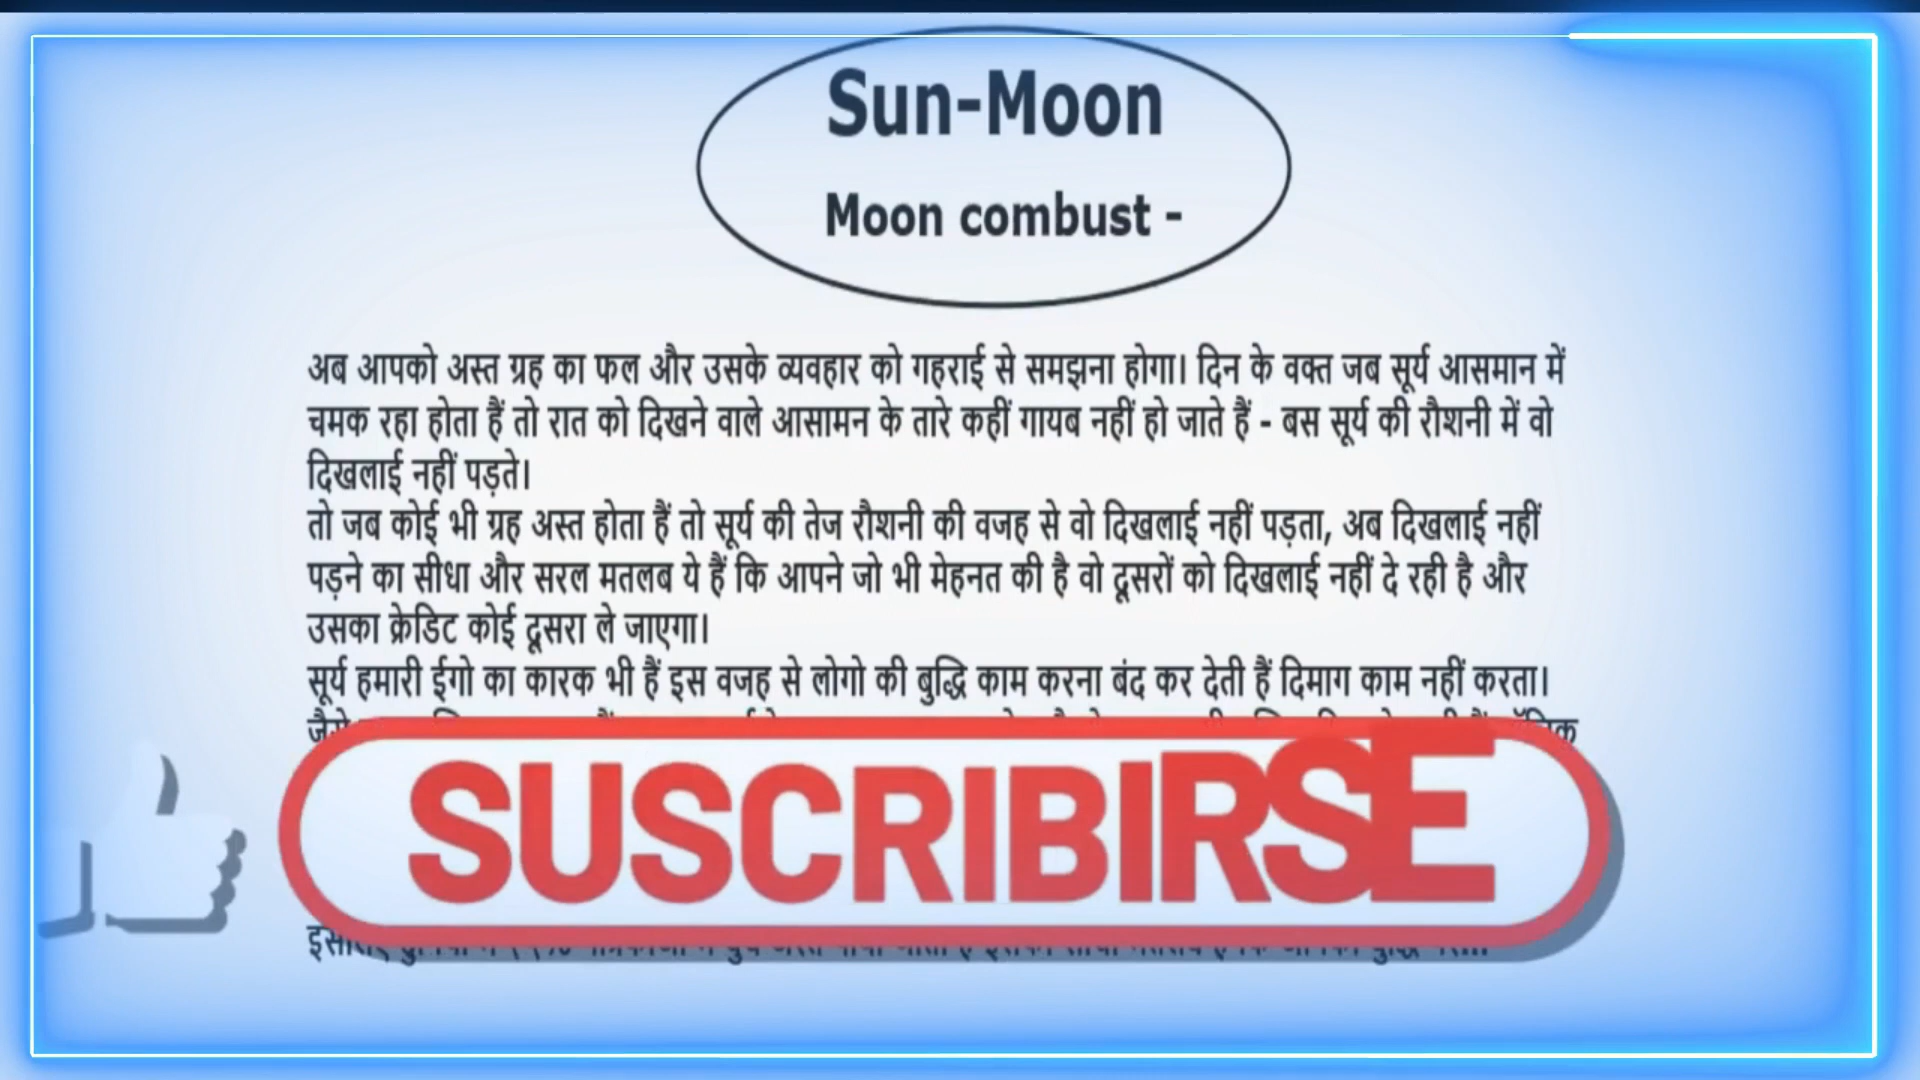 Sun-Moon
Moon combust -
अब आपको अस्त ग्रह का फल और उसके व्यवहार को गहराई से समझना होगा। दिन के वक्त जब सूर्य आसमान में
चमक रहा होता हैं तो रात को दिखने वाले आसामन के तारे कहीं गायब नहीं हो जाते हैं - बस सूर्य की रौशनी में वो
दिखलाई नहीं पड़ते।
तो जब कोई भी ग्रह अस्त होता हैं तो सूर्य की तेज रौशनी की वजह से वो दिखलाई नहीं पड़ता, अब दिखलाई नहीं
पड़ने का सीधा और सरल मतलब ये हैं कि आपने जो भी मेहनत की है वो दूसरों को दिखलाई नहीं दे रही है और
उसका क्रेडिट कोई दूसरा ले जाएगा।
सूर्य हमारी ईगो का कारक भी हैं इस वजह से लोगो की बुद्धि काम करना बंद कर देती हैं दिमाग काम नहीं करता।
SUSCRIBIRSE